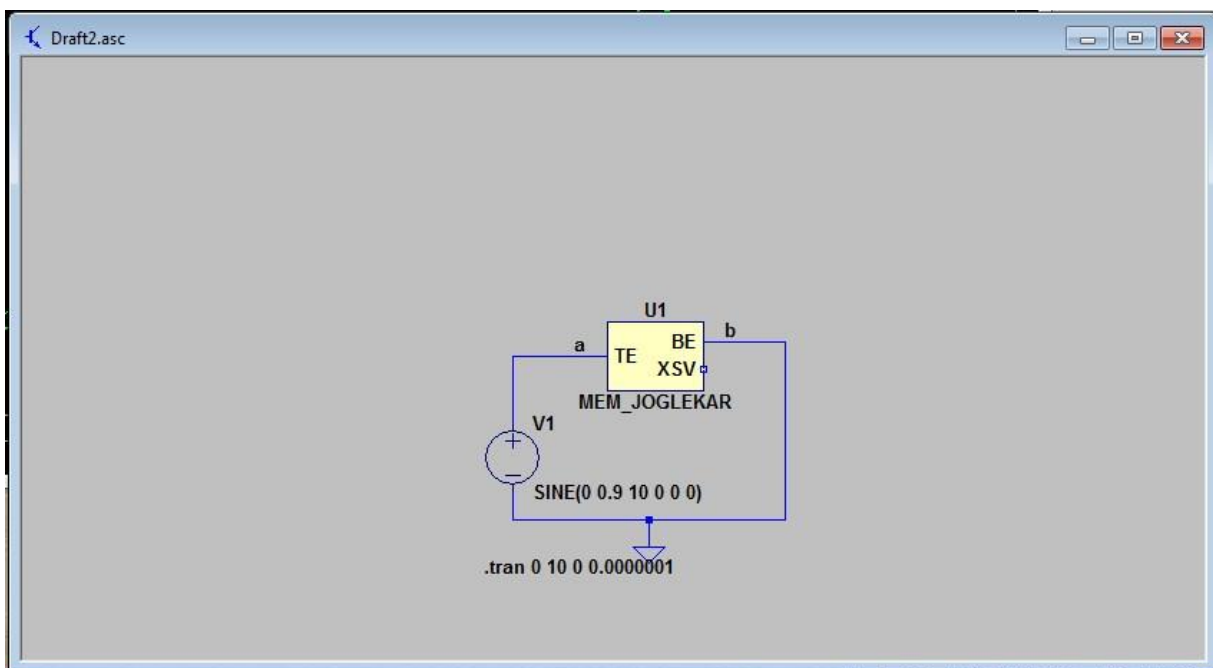 Draft2.asc
U1
a
TE
BE
b
XSV
MEM_JOGLEKAR
V1
SINE(0 0.9 10 0 0 0)
.tran 0 10 0 0.0000001